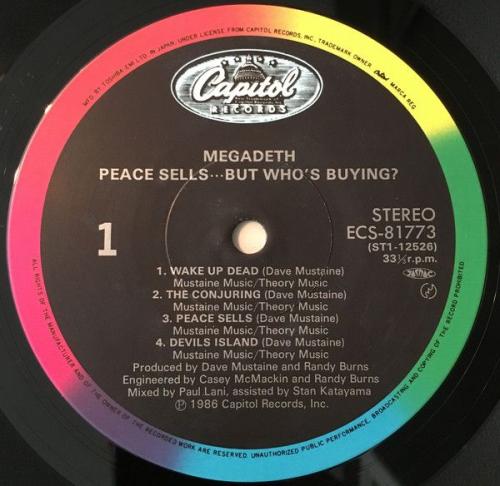 MFD BY TOSHIBA EMI LTD. IN JAPAN, UNDER LICENSE FROM CAPITOL RECORDS, INC. TRADEMARK OWNER Capitol MARCA REG.
Capitol
RECORDS
MEGADETH
PEACE SELLS···BUT WHO'S BUYING?
1
STEREO
ECS-81773
(ST1-12526)
33⅓ r.p.m.
1. WAKE UP DEAD (Dave Mustaine)
Mustaine Music/Theory Music
2. THE CONJURING (Dave Mustaine)
Mustaine Music/Theory Music
3. PEACE SELLS (Dave Mustaine)
Mustaine Music/Theory Music
4. DEVILS ISLAND (Dave Mustaine)
Mustaine Music/Theory Music
Produced by Dave Mustaine and Randy Burns
Engineered by Casey McMackin and Randy Burns
Mixed by Paul Lani, assisted by Stan Katayama
Ⓟ 1986 Capitol Records, Inc.
ALL RIGHTS OF THE MANUFACTURER AND OF THE OWNER OF THE RECORDED WORK RESERVED. UNAUTHORIZED PUBLIC PERFORMANCE, BROADCASTING AND COPYING OF THE RECORD PROHIBITED